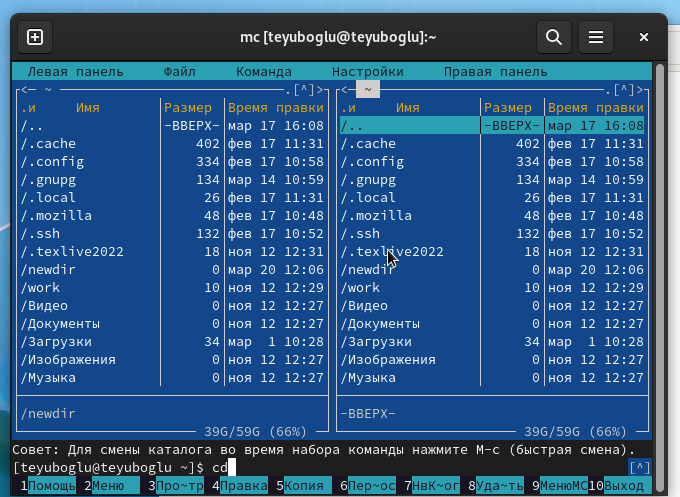 mc [teyuboglu@teyuboglu]:~
Левая панель Файл Команда Настройки Правая панель
<─ ~ .[^]> <─ ~ .[^]>
.и Имя Размер Время правки .и Имя Размер Время правки
/.. -ВВЕРХ- мар 17 16:08 /.. -ВВЕРХ- мар 17 16:08
/.cache 402 фев 17 11:31 /.cache 402 фев 17 11:31
/.config 334 фев 17 10:58 /.config 334 фев 17 10:58
/.gnupg 134 мар 14 10:59 /.gnupg 134 мар 14 10:59
/.local 26 фев 17 11:31 /.local 26 фев 17 11:31
/.mozilla 48 фев 17 10:48 /.mozilla 48 фев 17 10:48
/.ssh 132 фев 17 10:52 /.ssh 132 фев 17 10:52
/.texlive2022 18 ноя 12 12:31 /.texlive2022 18 ноя 12 12:31
/newdir 0 мар 20 12:06 /newdir 0 мар 20 12:06
/work 10 ноя 12 12:29 /work 10 ноя 12 12:29
/Видео 0 ноя 12 12:27 /Видео 0 ноя 12 12:27
/Документы 0 ноя 12 12:27 /Документы 0 ноя 12 12:27
/Загрузки 34 мар 1 10:28 /Загрузки 34 мар 1 10:28
/Изображения 0 ноя 12 12:27 /Изображения 0 ноя 12 12:27
/Музыка 0 ноя 12 12:27 /Музыка 0 ноя 12 12:27
/newdir -ВВЕРХ-
39G/59G (66%) 39G/59G (66%)
Совет: Для смены каталога во время набора команды нажмите M-c (быстрая смена).
[teyuboglu@teyuboglu ~]$ cd [^]
1Помощь 2Меню 3Про~тр 4Правка 5Копия 6Пер~ос 7НвК~ог 8Уда~ть 9МенюMC 10Выход